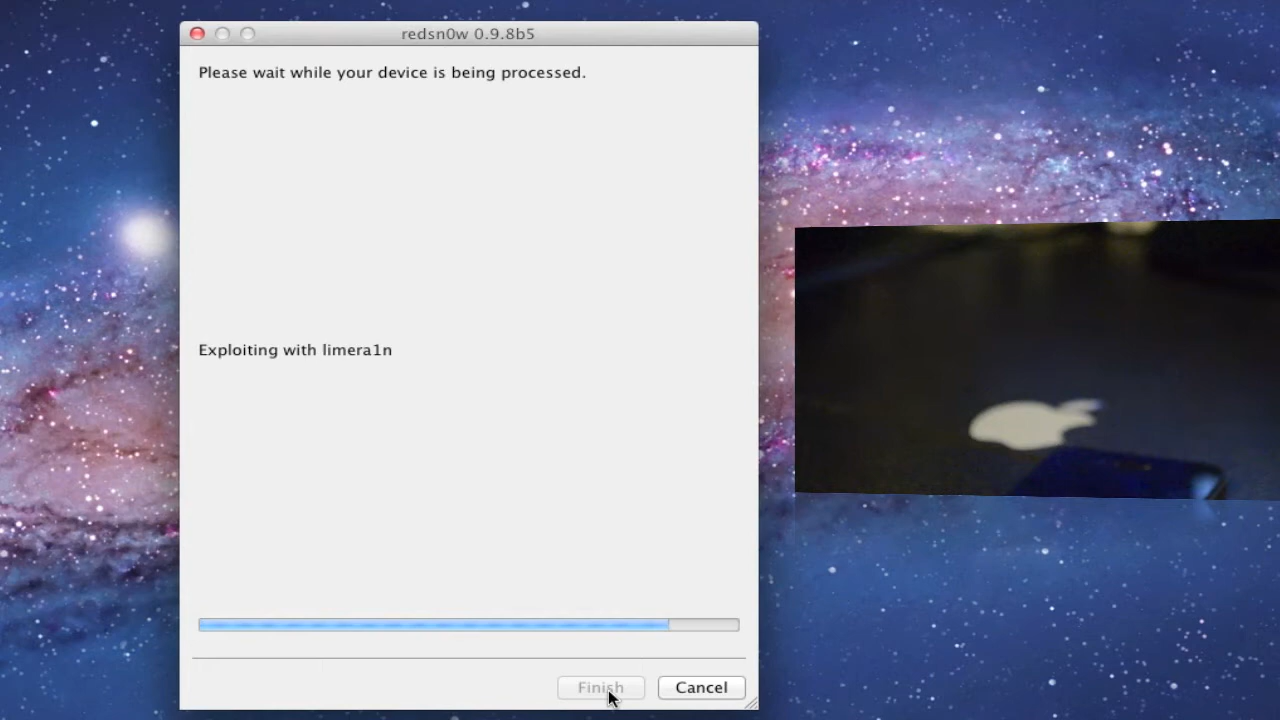 redsn0w 0.9.8b5
Please wait while your device is being processed.
Exploiting with limera1n
Finish
Cancel